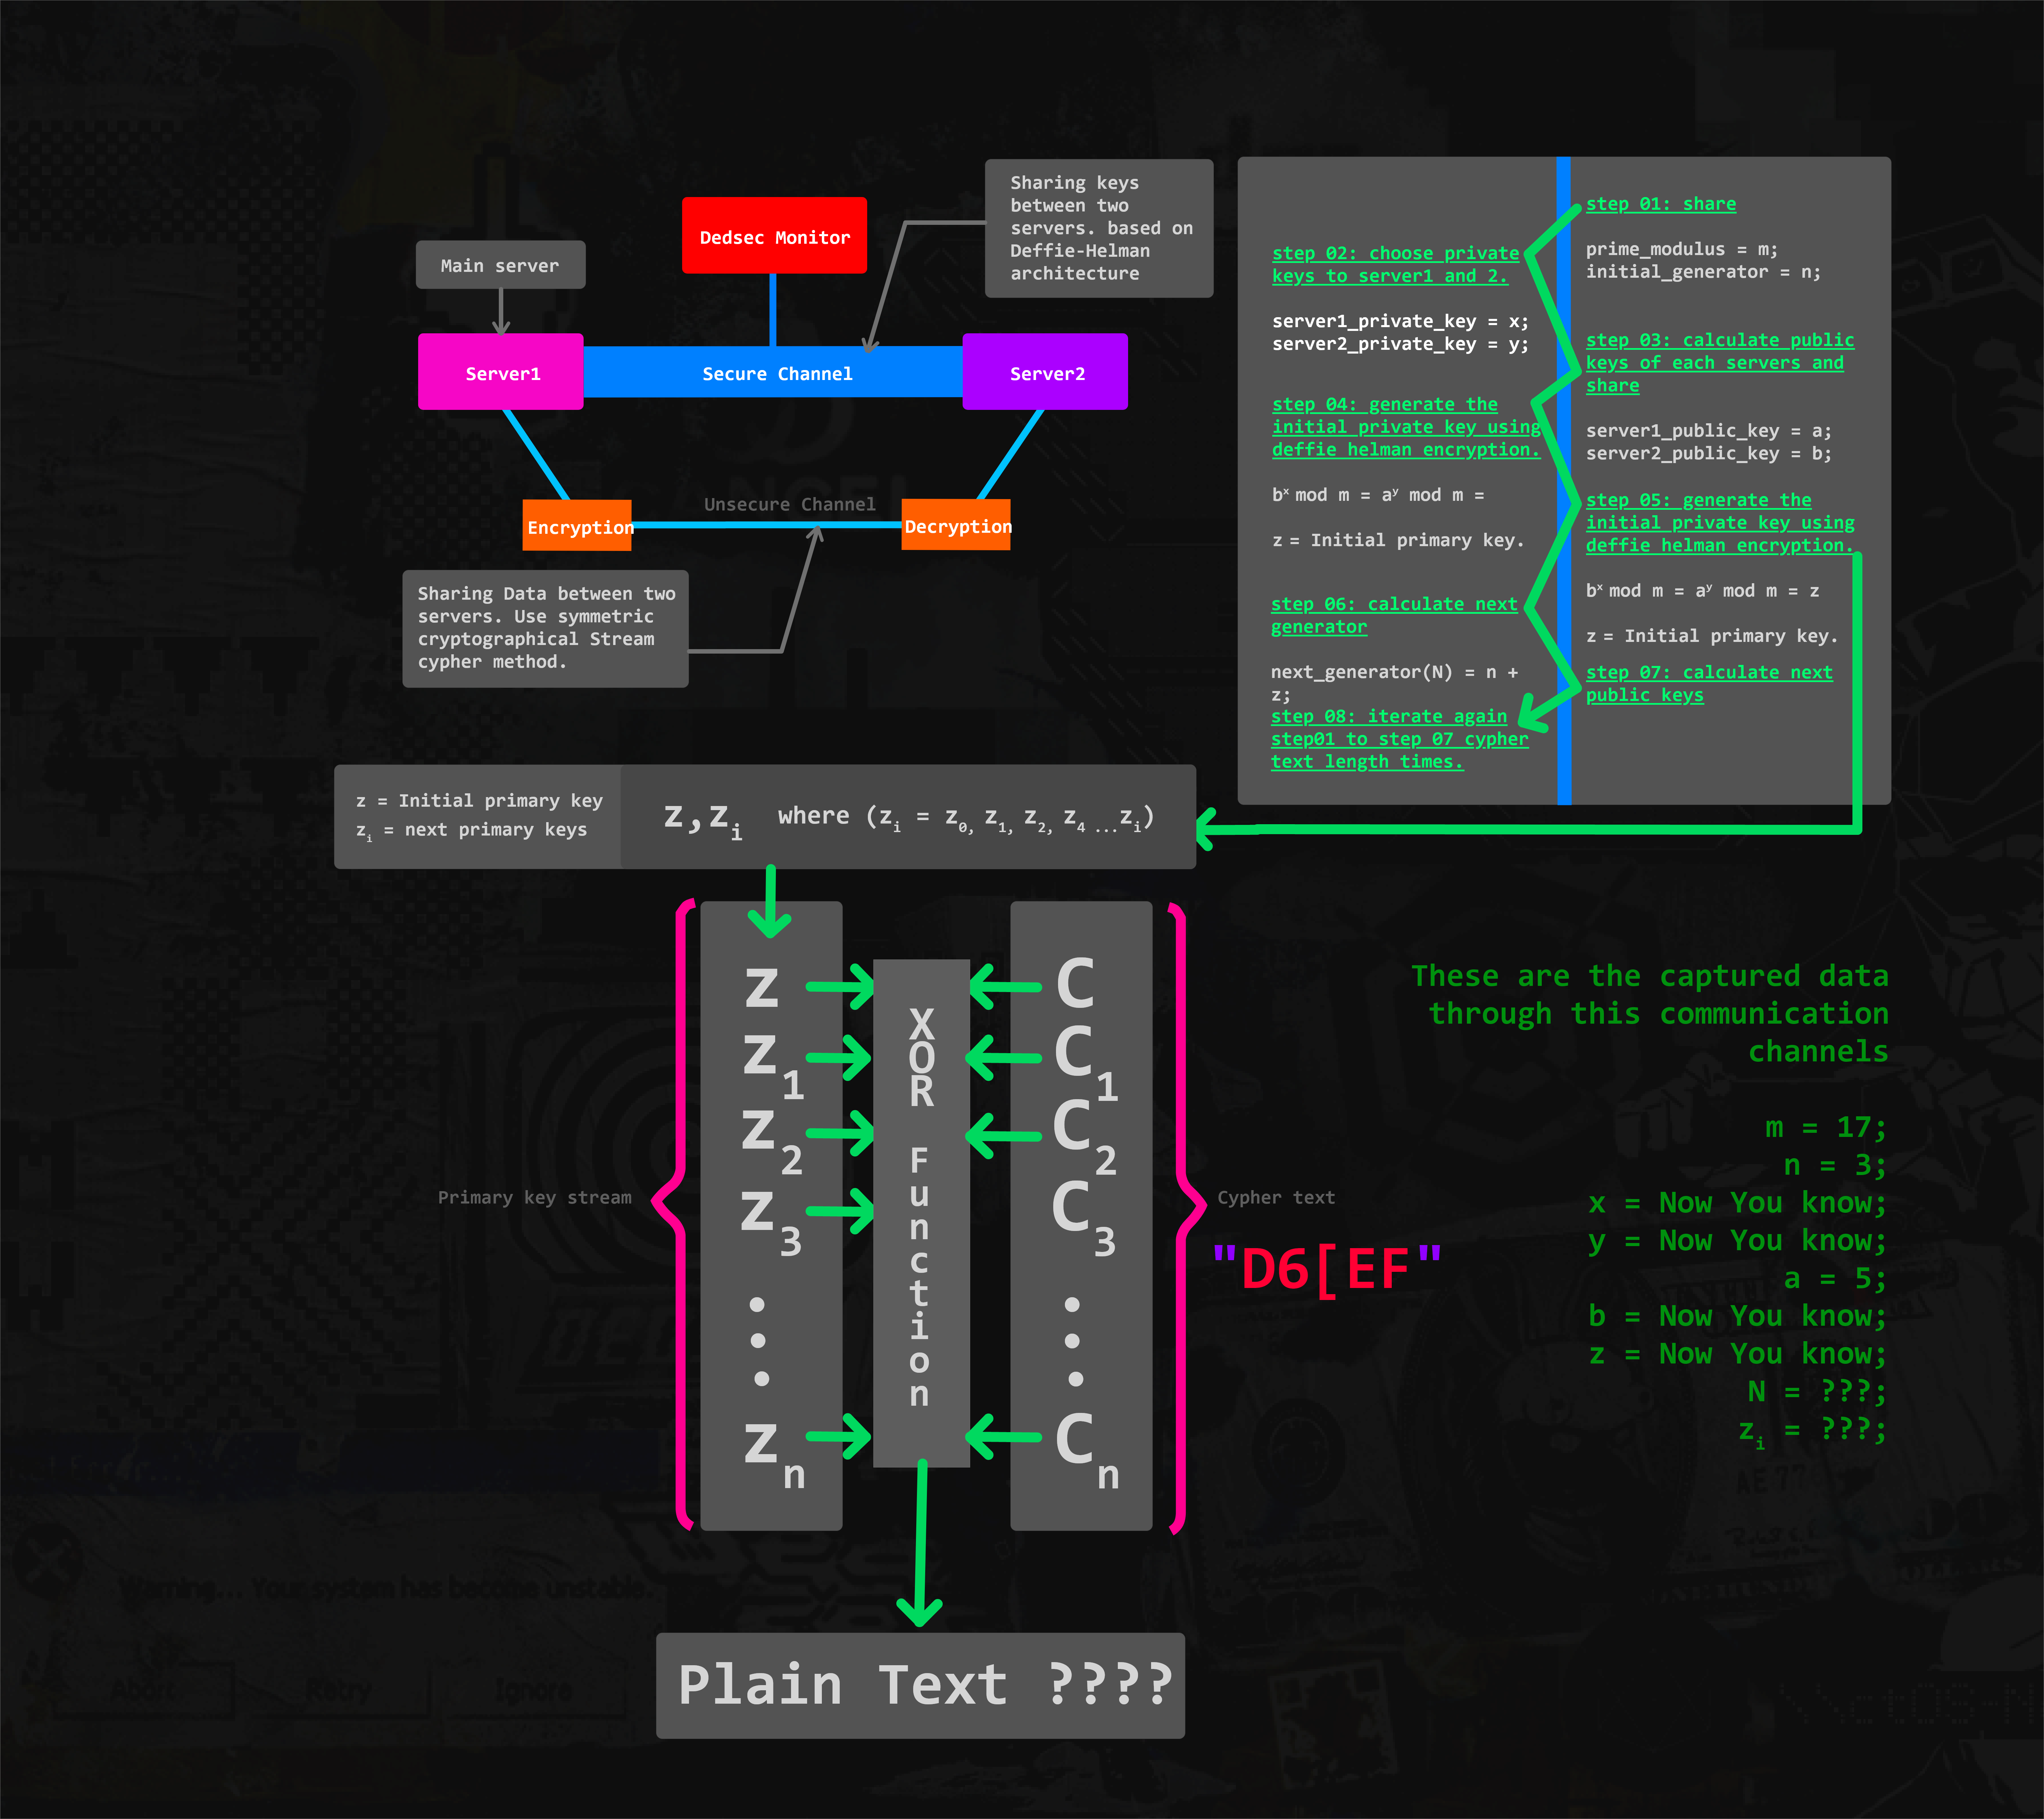 Sharing keys
between two
servers. based on
Deffie-Helman
architecture
Dedsec Monitor
Main server
Server1
Secure Channel
Server2
Unsecure Channel
Encryption
Decryption
Sharing Data between two
servers. Use symmetric
cryptographical Stream
cypher method.
step 01: share
prime_modulus = m;
initial_generator = n;
step 02: choose private
keys to server1 and 2.
server1_private_key = x;
server2_private_key = y;
step 03: calculate public
keys of each servers and
share
server1_public_key = a;
server2_public_key = b;
step 04: generate the
initial private key using
deffie helman encryption.
bˣ mod m = aʸ mod m =
z = Initial primary key.
step 05: generate the
initial private key using
deffie helman encryption.
bˣ mod m = aʸ mod m = z
z = Initial primary key.
step 06: calculate next
generator
next_generator(N) = n +
z;
step 07: calculate next
public keys
step 08: iterate again
step01 to step 07 cypher
text length times.
z = Initial primary key
zᵢ = next primary keys
z,zᵢ where (zᵢ = z₀, z₁, z₂, z₄ ...zᵢ)
z
z₁
z₂
z₃
zₙ
XOR Function
C
C₁
C₂
C₃
Cₙ
Primary key stream
Cypher text
"D6[EF"
These are the captured data
through this communication
channels
m = 17;
n = 3;
x = Now You know;
y = Now You know;
a = 5;
b = Now You know;
z = Now You know;
N = ???;
zᵢ = ???;
Warning... Your system has become unstable.
Abort
Retry
Ignore
Plain Text ????